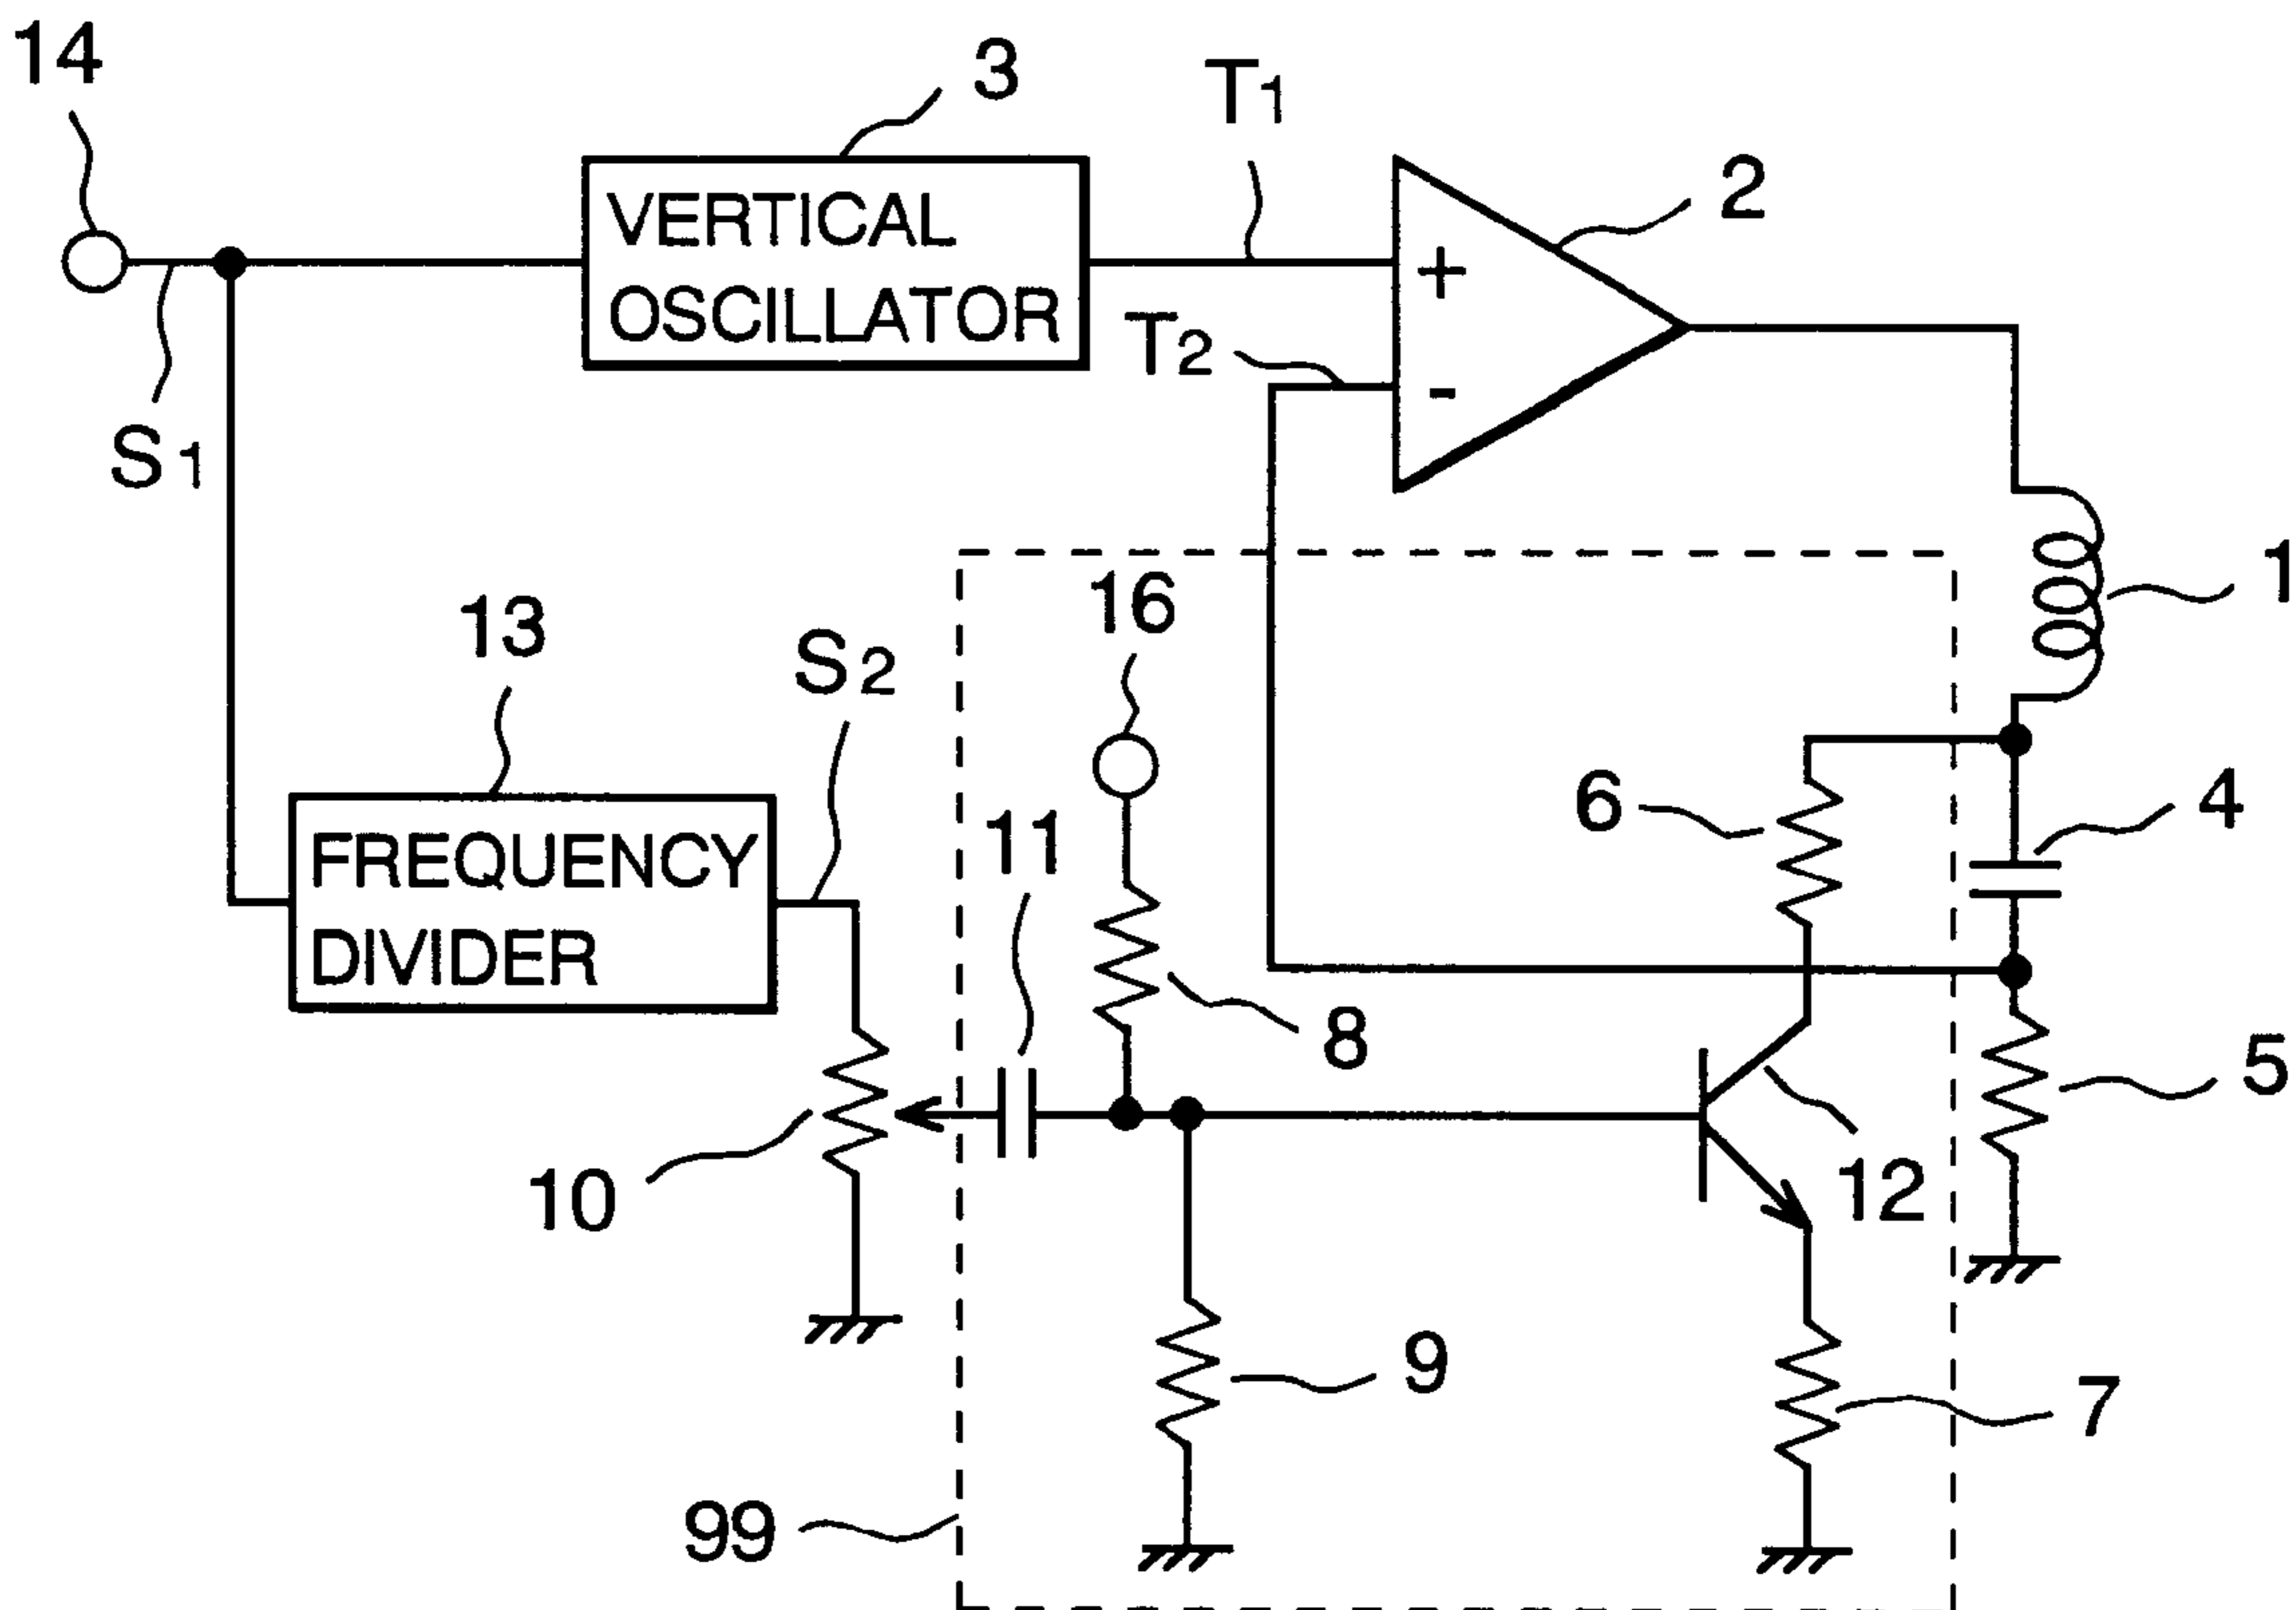 14
3
T1
2
VERTICAL
OSCILLATOR
+
T2
-
S1
1
16
13
S2
6
4
11
FREQUENCY
DIVIDER
8
5
10
12
9
7
99